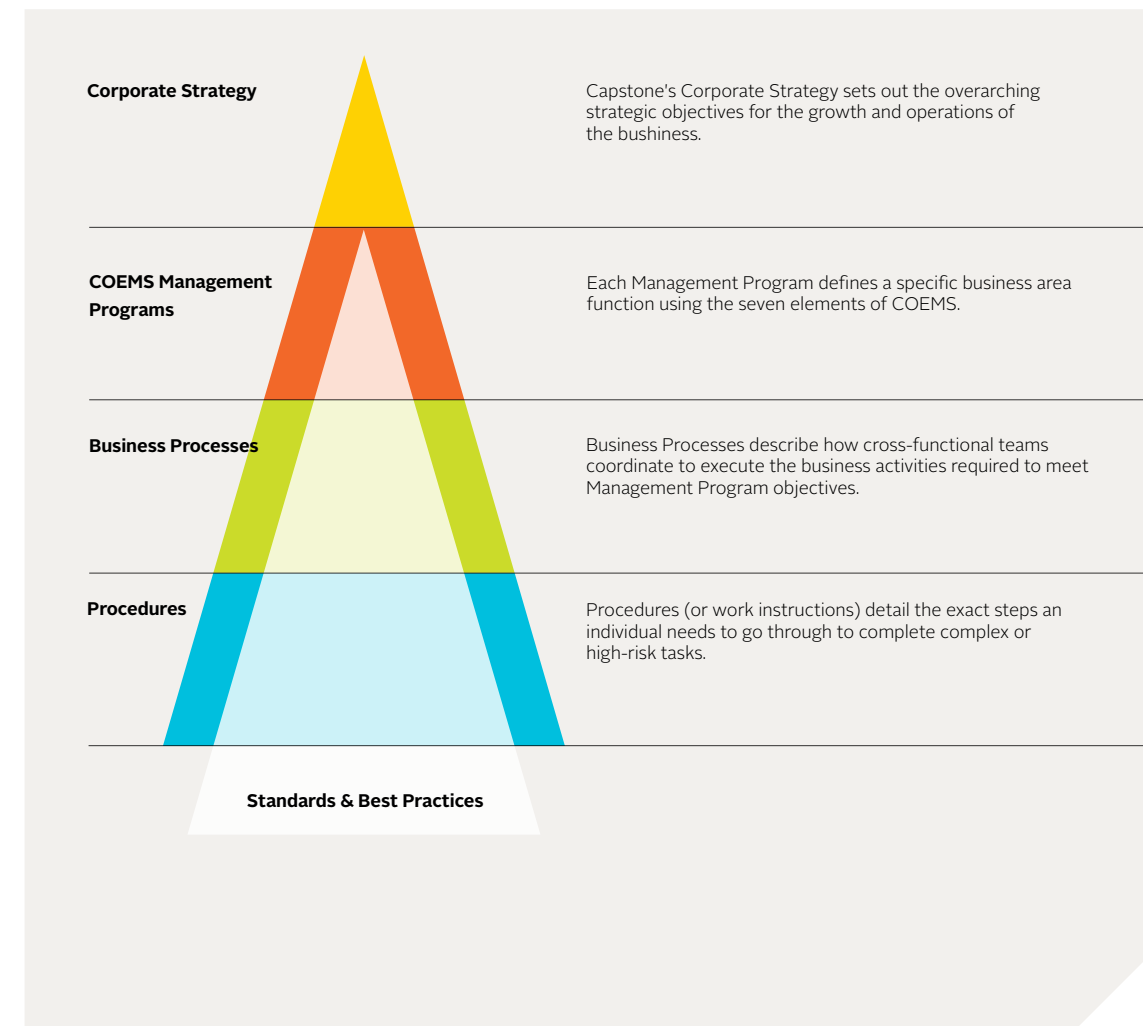 Corporate Strategy
Capstone's Corporate Strategy sets out the overarching
strategic objectives for the growth and operations of
the bushiness.
COEMS Management
Programs
Each Management Program defines a specific business area
function using the seven elements of COEMS.
Business Processes
Business Processes describe how cross-functional teams
coordinate to execute the business activities required to meet
Management Program objectives.
Procedures
Procedures (or work instructions) detail the exact steps an
individual needs to go through to complete complex or
high-risk tasks.
Standards & Best Practices